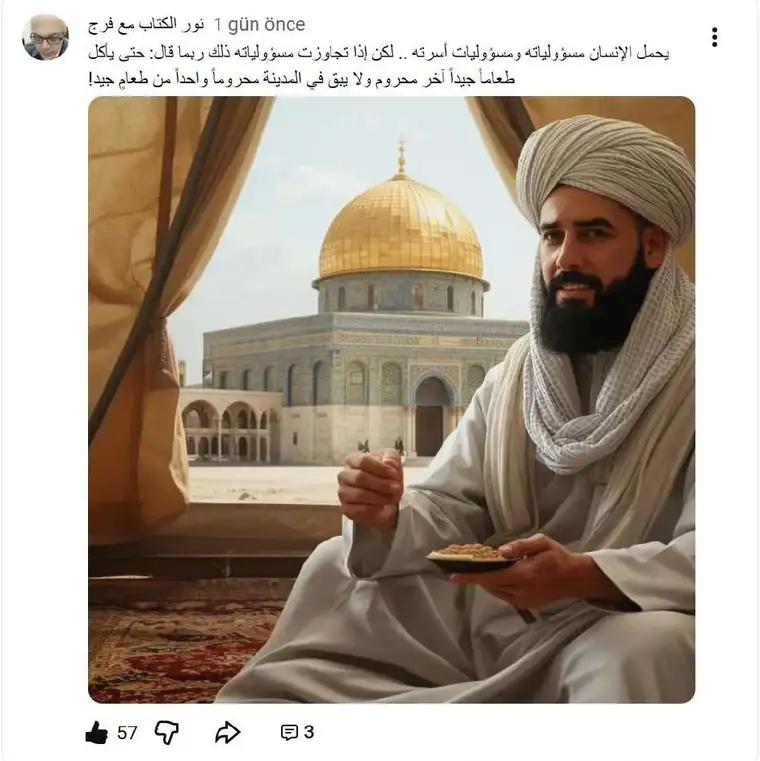 نور الكتاب مع فرج 1 gün önce
يحمل الإنسان مسؤولياته ومسؤوليات أسرته .. لكن إذا تجاوزت مسؤولياته ذلك ربما قال: حتى يأكل
طعاماً جيداً آخر محروم ولا يبق في المدينة محروماً واحداً من طعامٍ جيد!
57 3